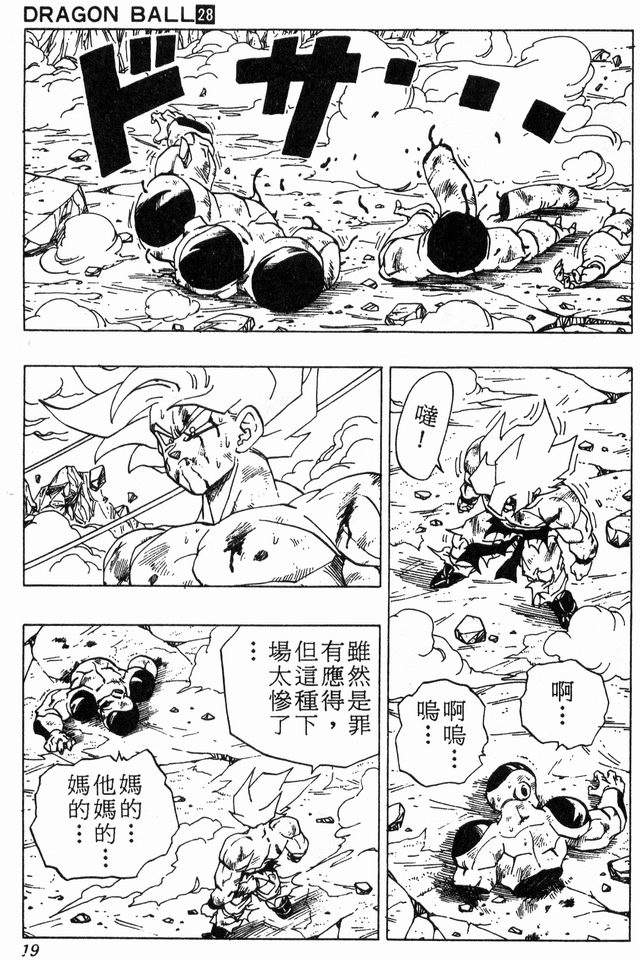 DRAGON BALL 28
ドサ・・・
噠！
啊…
啊嗚…
嗚…
雖然是罪
有應得，
但這種下
場太慘了
…
媽的…
他媽的…
媽的…
19